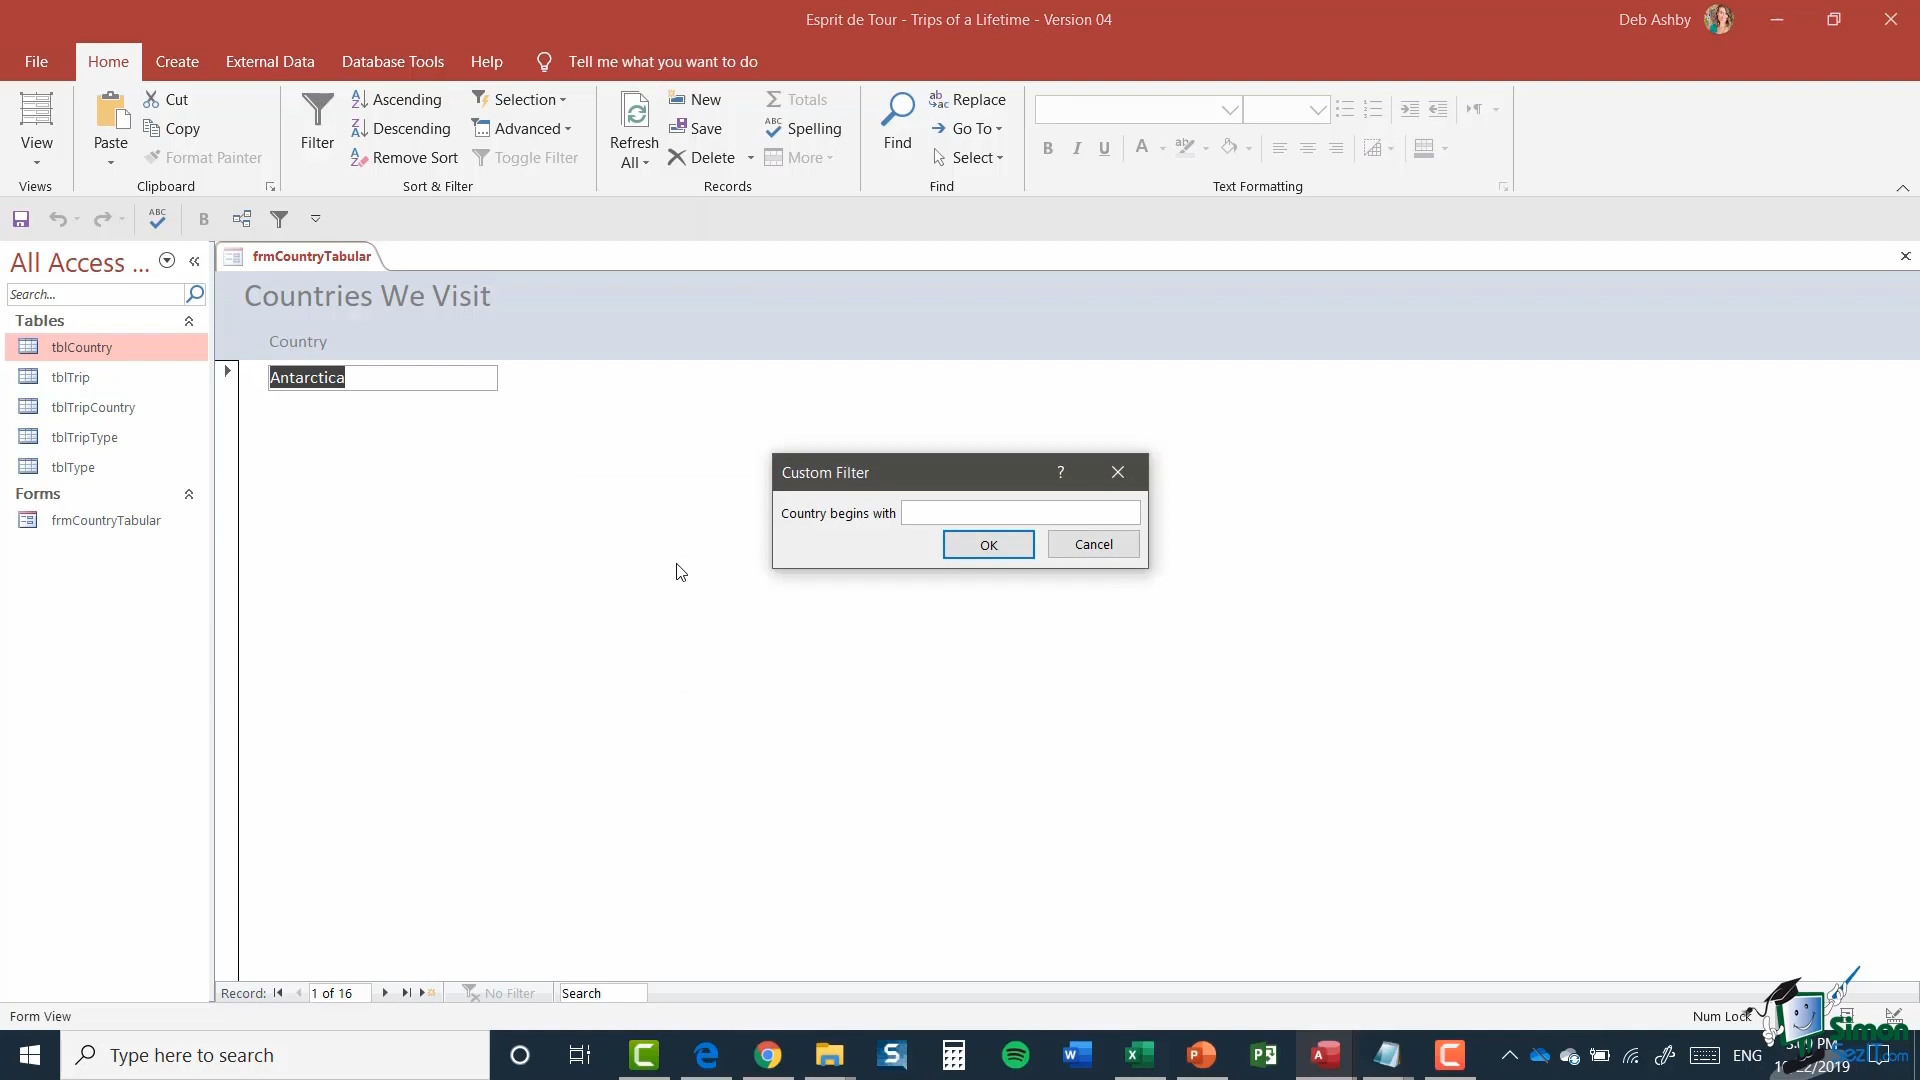 Esprit de Tour - Trips of a Lifetime - Version 04
Deb Ashby
File
Home
Create
External Data
Database Tools
Help
Tell me what you want to do
View
Paste
Cut
Copy
Format Painter
Filter
Ascending
Descending
Remove Sort
Selection
Advanced
Toggle Filter
Refresh
All
New
Save
Delete
Totals
Spelling
More
Find
Replace
Go To
Select
Views
Clipboard
Sort & Filter
Records
Find
Text Formatting
All Access ...
Search...
Tables
tblCountry
tblTrip
tblTripCountry
tblTripType
tblType
Forms
frmCountryTabular
frmCountryTabular
Countries We Visit
Country
Antarctica
Custom Filter
Country begins with
OK
Cancel
Record:
1 of 16
No Filter
Search
Form View
Num Lock
Type here to search
ENG
Simon
SezIT.com